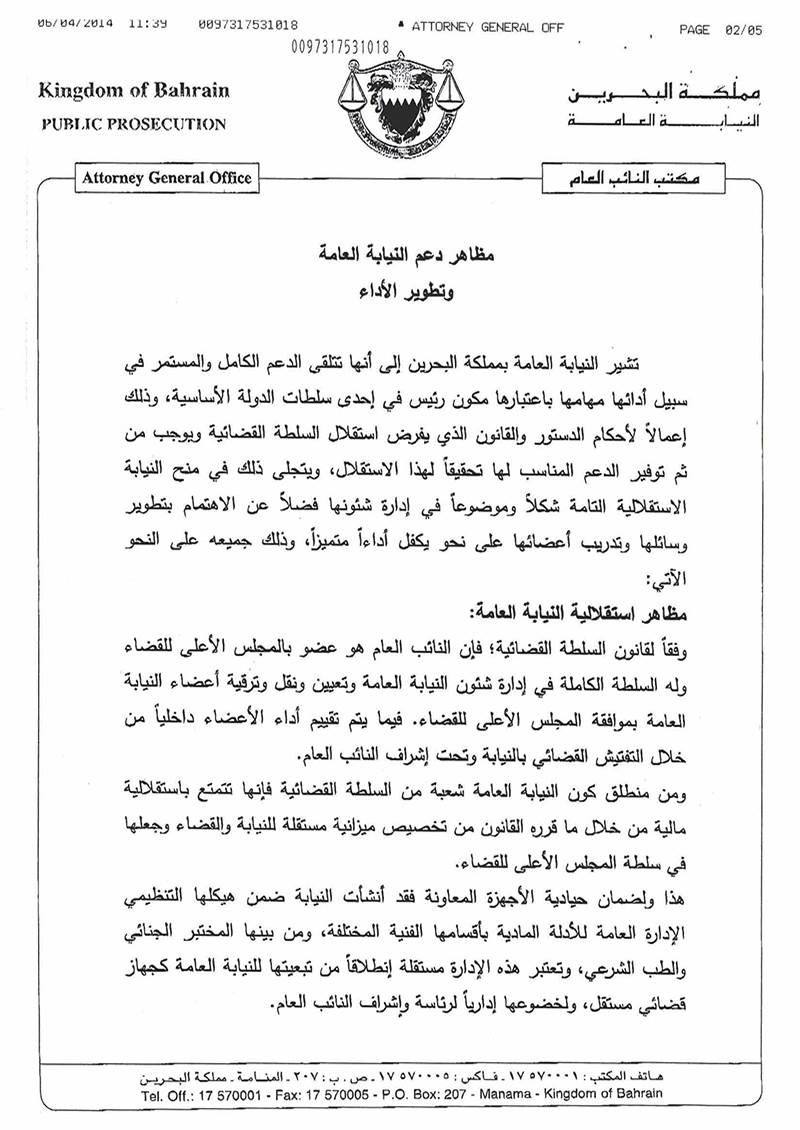 06/04/2014 11:39 0097317531018 ATTORNEY GENERAL OFF PAGE 02/05
0097317531018
Kingdom of Bahrain
PUBLIC PROSECUTION
مملكة البحرين
النيابة العامة
Attorney General Office
مكتب النائب العام
مظاهر دعم النيابة العامة
وتطوير الأداء
تشير النيابة العامة بمملكة البحرين إلى أنها تتلقى الدعم الكامل والمستمر في
سبيل أدائها مهامها باعتبارها مكون رئيس في إحدى سلطات الدولة الأساسية، وذلك
إعمالاً لأحكام الدستور والقانون الذي يفرض استقلال السلطة القضائية ويوجب من
ثم توفير الدعم المناسب لها تحقيقاً لهذا الاستقلال، ويتجلى ذلك في منح النيابة
الاستقلالية التامة شكلاً وموضوعاً في إدارة شئونها فضلاً عن الاهتمام بتطوير
وسائلها وتدريب أعضائها على نحو يكفل أداءاً متميزاً، وذلك جميعه على النحو
الآتي:
مظاهر استقلالية النيابة العامة:
وفقاً لقانون السلطة القضائية؛ فإن النائب العام هو عضو بالمجلس الأعلى للقضاء
وله السلطة الكاملة في إدارة شئون النيابة العامة وتعيين ونقل وترقية أعضاء النيابة
العامة بموافقة المجلس الأعلى للقضاء. فيما يتم تقييم أداء الأعضاء داخلياً من
خلال التفتيش القضائي بالنيابة وتحت إشراف النائب العام.
ومن منطلق كون النيابة العامة شعبة من السلطة القضائية فإنها تتمتع باستقلالية
مالية من خلال ما قرره القانون من تخصيص ميزانية مستقلة للنيابة والقضاء وجعلها
في سلطة المجلس الأعلى للقضاء.
هذا ولضمان حيادية الأجهزة المعاونة فقد أنشأت النيابة ضمن هيكلها التنظيمي
الإدارة العامة للأدلة المادية بأقسامها الفنية المختلفة، ومن بينها المختبر الجنائي
والطب الشرعي، وتعتبر هذه الإدارة مستقلة إنطلاقاً من تبعيتها للنيابة العامة كجهاز
قضائي مستقل، ولخضوعها إدارياً لرئاسة وإشراف النائب العام.
هاتف المكتب : ٥٧٠٠٠١ ١٧ - فاكس : ٥٧٠٠٠٥ ١٧ - ص . ب : ٢٠٧ - المنامة - مملكة البحرين
Tel. Off.: 17 570001 - Fax: 17 570005 - P.O. Box: 207 - Manama - Kingdom of Bahrain